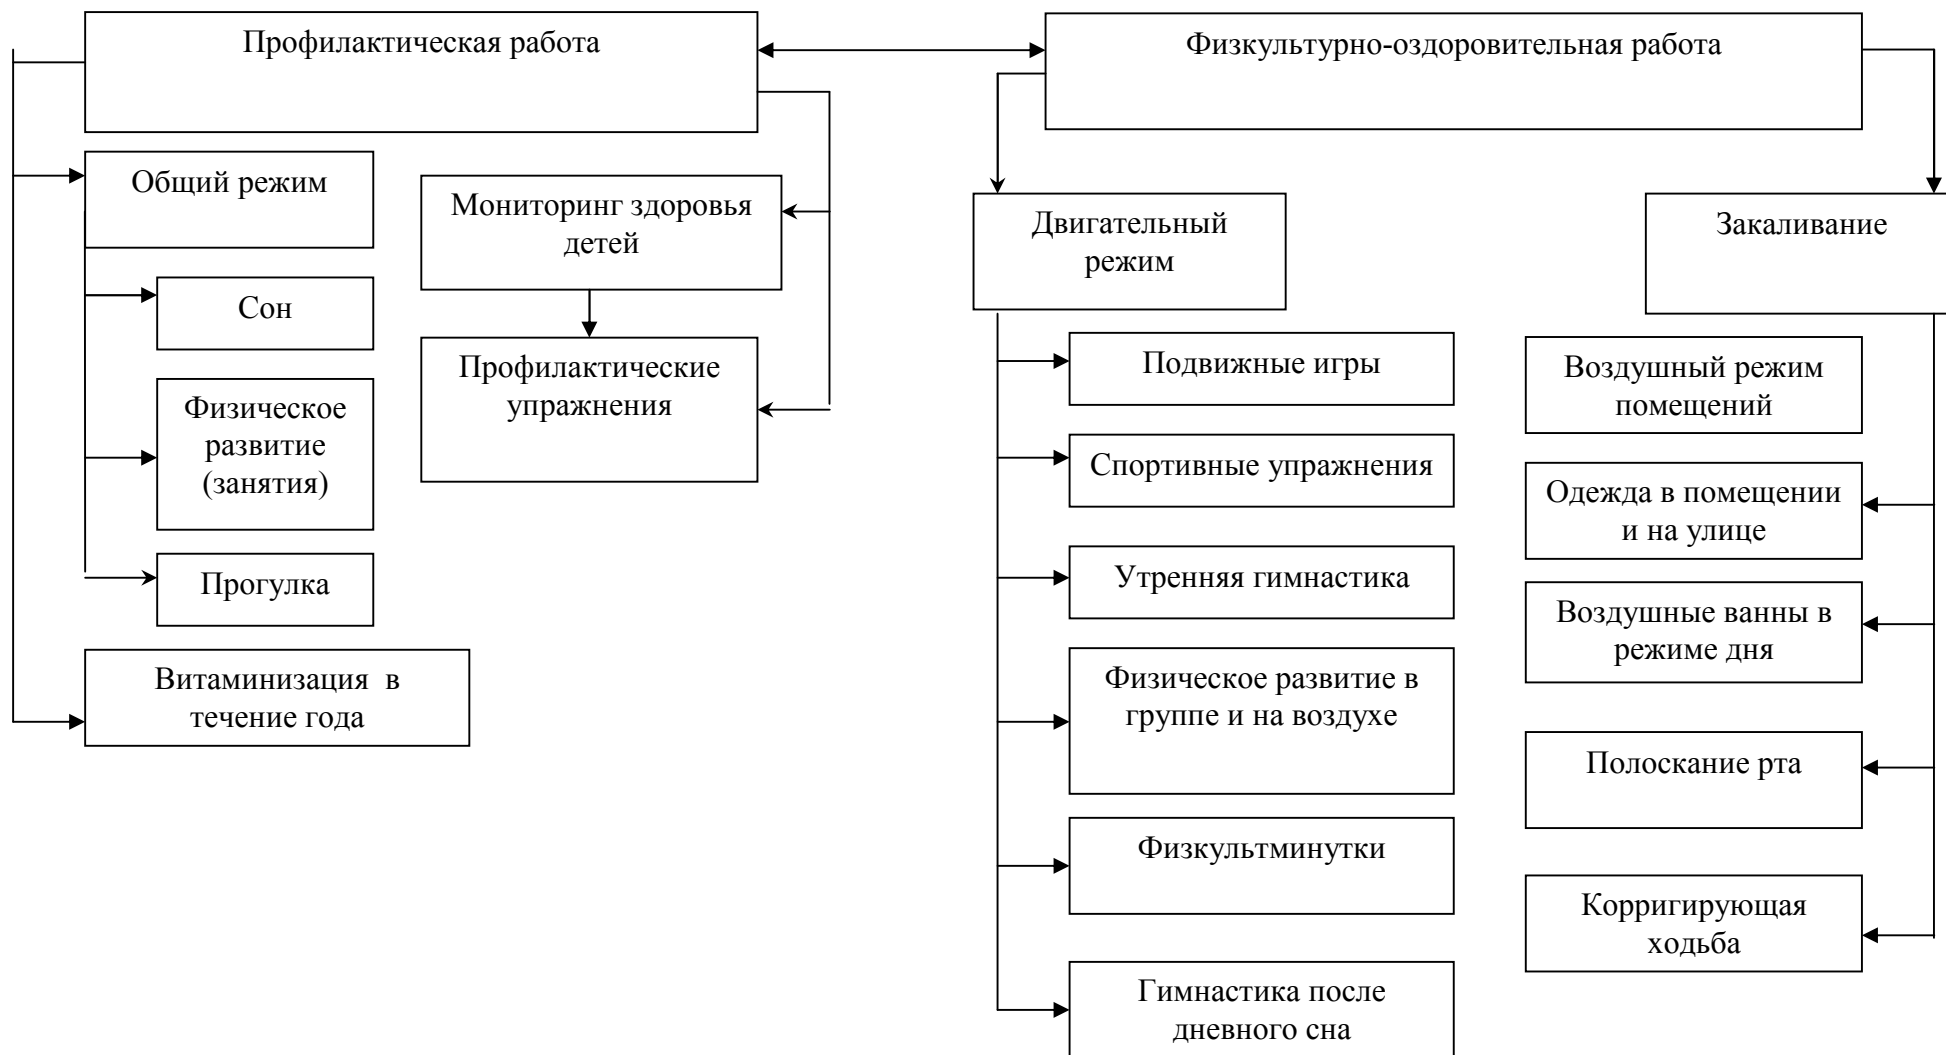 Профилактическая работа
Физкультурно-оздоровительная работа
Общий режим
Мониторинг здоровья
детей
Сон
Профилактические
упражнения
Физическое
развитие
(занятия)
Прогулка
Витаминизация в
течение года
Двигательный
режим
Подвижные игры
Спортивные упражнения
Утренняя гимнастика
Физическое развитие в
группе и на воздухе
Физкультминутки
Гимнастика после
дневного сна
Закаливание
Воздушный режим
помещений
Одежда в помещении
и на улице
Воздушные ванны в
режиме дня
Полоскание рта
Корригирующая
ходьба